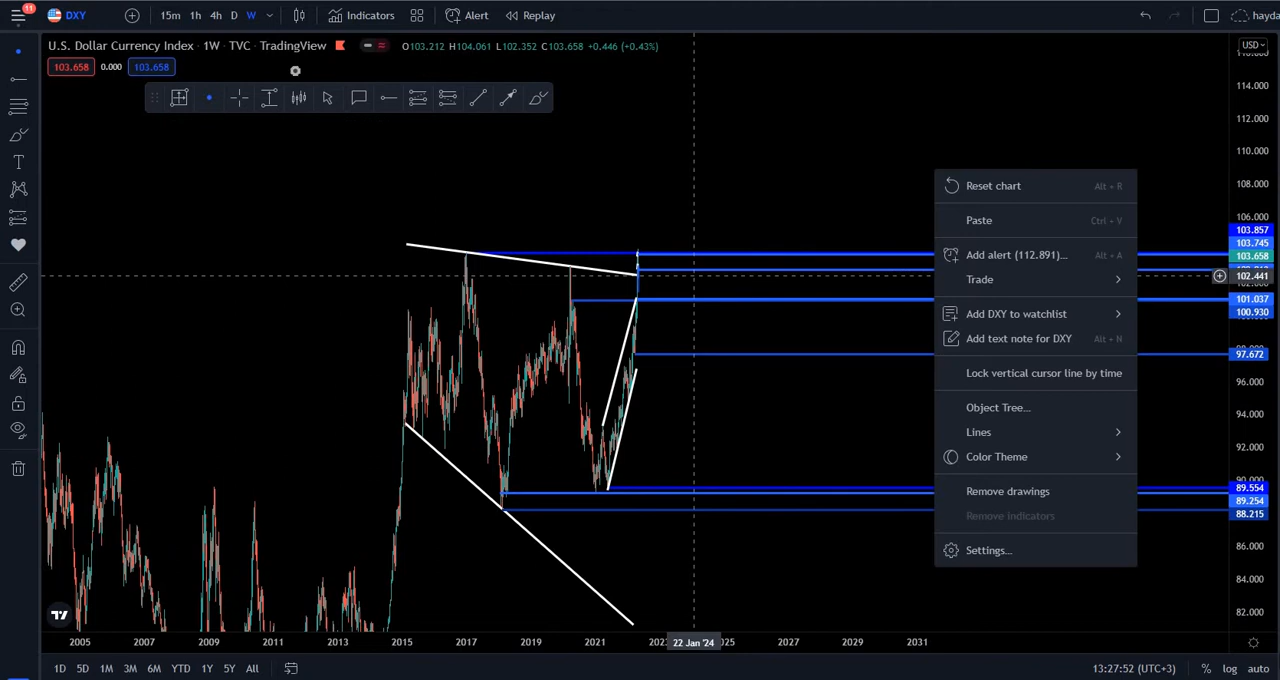 11
DXY
15m 1h 4h D W
Indicators
Alert
Replay
hayda
U.S. Dollar Currency Index · 1W · TVC · TradingView
O103.212 H104.061 L102.352 C103.658 +0.446 (+0.43%)
USD
103.658 0.000 103.658
114.000
112.000
110.000
108.000
106.000
103.857
103.745
103.658
102.441
101.037
100.930
97.672
96.000
94.000
92.000
89.554
89.254
88.215
86.000
84.000
82.000
Reset chart Alt + R
Paste Ctrl + V
Add alert (112.891)... Alt + A
Trade
Add DXY to watchlist
Add text note for DXY Alt + N
Lock vertical cursor line by time
Object Tree...
Lines
Color Theme
Remove drawings
Remove indicators
Settings...
2005 2007 2009 2011 2013 2015 2017 2019 2021 22 Jan '24 2027 2029 2031
1D 5D 1M 3M 6M YTD 1Y 5Y All
13:27:52 (UTC+3) % log auto